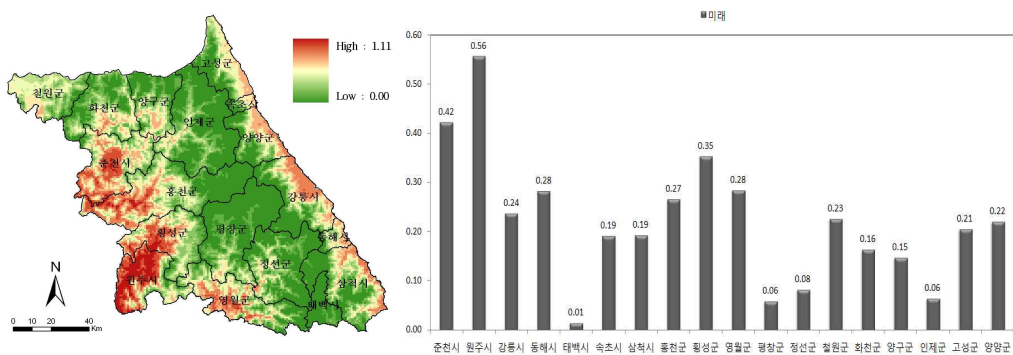 High : 1.11
Low : 0.00
고성군
철원군
화천군
양구군
속초시
인제군
양양군
춘천시
홍천군
강릉시
횡성군
평창군
동해시
정선군
원주시
삼척시
영월군
태백시
N
0 10 20 40
Km
미래
0.60
0.50
0.40
0.30
0.20
0.10
0.00
0.42
0.56
0.24
0.28
0.01
0.19
0.19
0.27
0.35
0.28
0.06
0.08
0.23
0.16
0.15
0.06
0.21
0.22
준천시 원주시 강릉시 동해시 태백시 속초시 삼척시 홍천군 횡성군 영월군 평창군 정선군 철원군 화천군 양구군 인제군 고성군 양양군